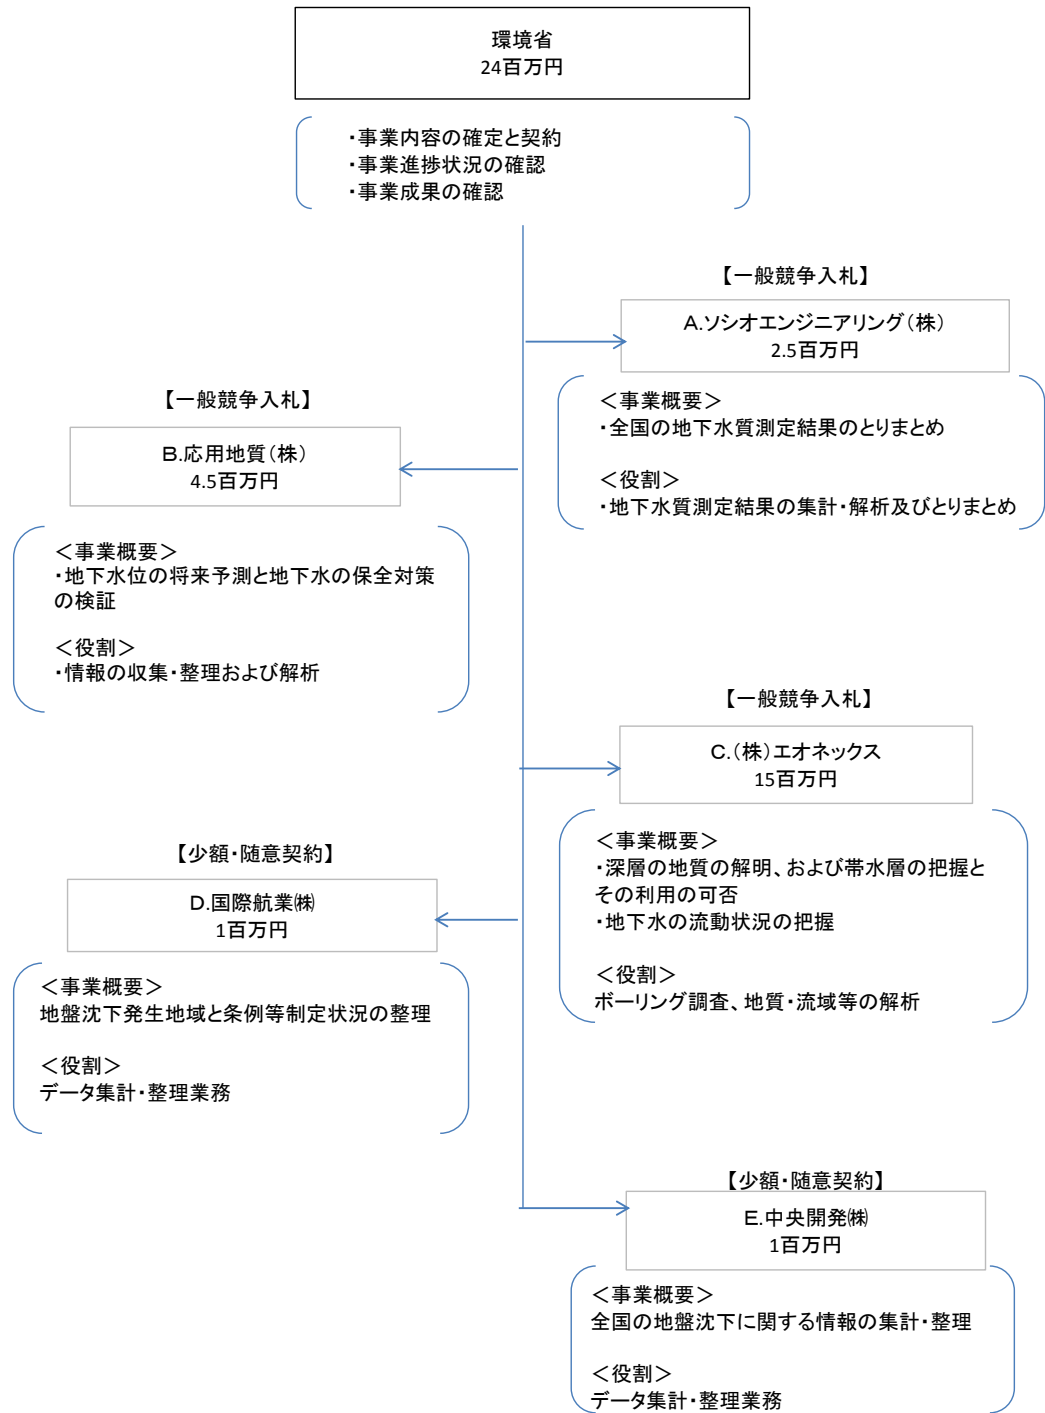 環境省
24百万円
・事業内容の確定と契約
・事業進捗状況の確認
・事業成果の確認
【一般競争入札】
A.ソシオエンジニアリング（株）
2.5百万円
＜事業概要＞
・全国の地下水質測定結果のとりまとめ
＜役割＞
・地下水質測定結果の集計・解析及びとりまとめ
【一般競争入札】
B.応用地質（株）
4.5百万円
＜事業概要＞
・地下水位の将来予測と地下水の保全対策
の検証
＜役割＞
・情報の収集・整理および解析
【一般競争入札】
C.（株）エオネックス
15百万円
＜事業概要＞
・深層の地質の解明、および帯水層の把握と
その利用の可否
・地下水の流動状況の把握
＜役割＞
ボーリング調査、地質・流域等の解析
【少額・随意契約】
D.国際航業㈱
1百万円
＜事業概要＞
地盤沈下発生地域と条例等制定状況の整理
＜役割＞
データ集計・整理業務
【少額・随意契約】
E.中央開発㈱
1百万円
＜事業概要＞
全国の地盤沈下に関する情報の集計・整理
＜役割＞
データ集計・整理業務